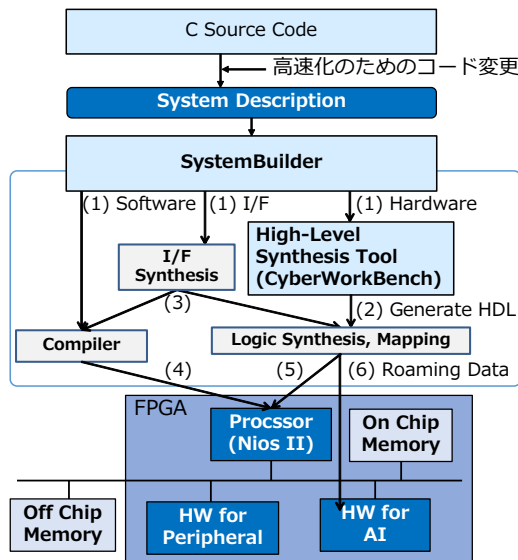 C Source Code
高速化のためのコード変更
System Description
SystemBuilder
(1) Software
(1) I/F
(1) Hardware
I/F
Synthesis
High-Level
Synthesis Tool
(CyberWorkBench)
(3)
(2) Generate HDL
Compiler
Logic Synthesis, Mapping
(4)
(5)
(6) Roaming Data
FPGA
Procssor
(Nios II)
On Chip
Memory
Off Chip
Memory
HW for
Peripheral
HW for
AI